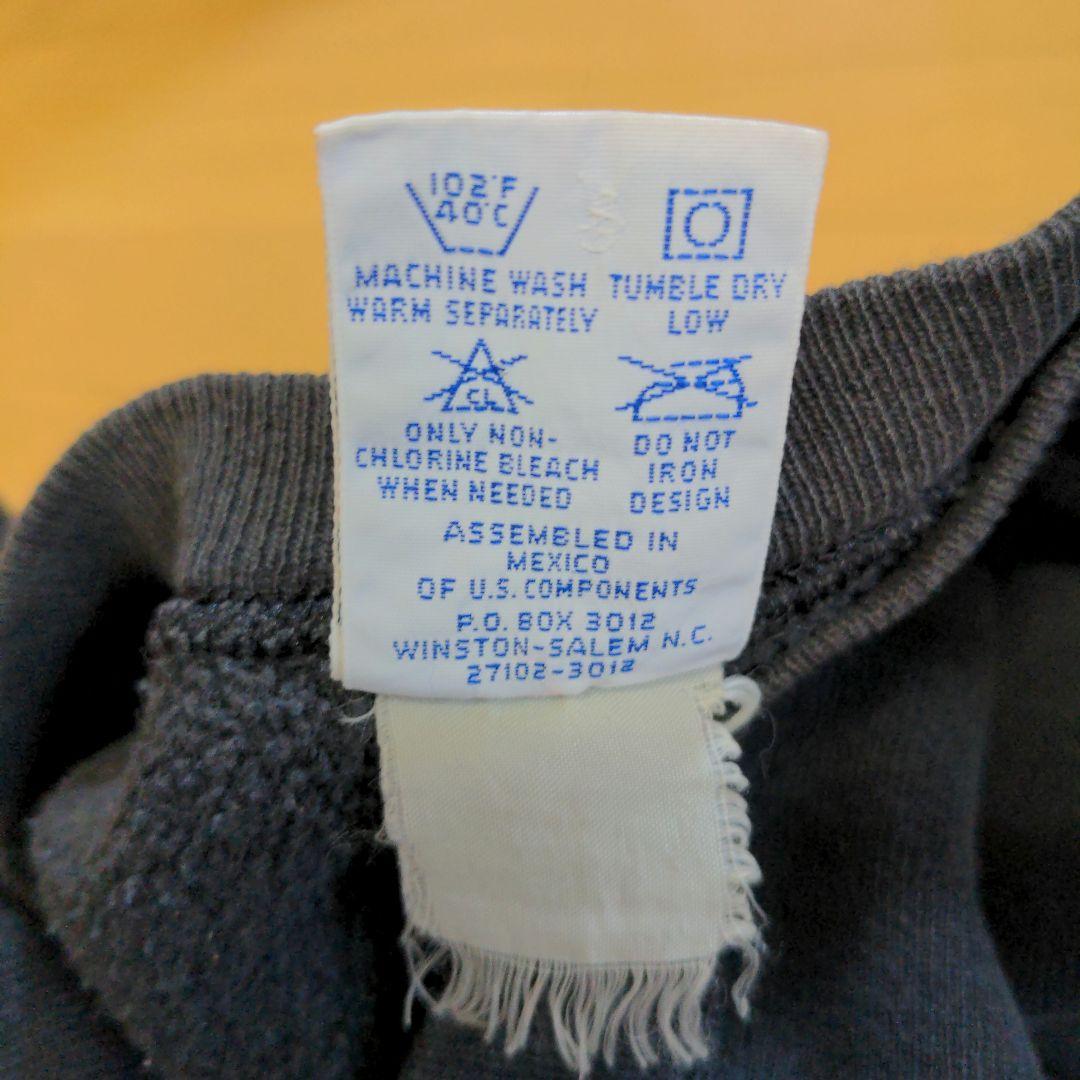 102°F
40°C
MACHINE WASH
WARM SEPARATELY
TUMBLE DRY
LOW
CL
ONLY NON-
CHLORINE BLEACH
WHEN NEEDED
DO NOT
IRON
DESIGN
ASSEMBLED IN
MEXICO
OF U.S. COMPONENTS
P.O. BOX 3012
WINSTON-SALEM N.C.
27102-3012